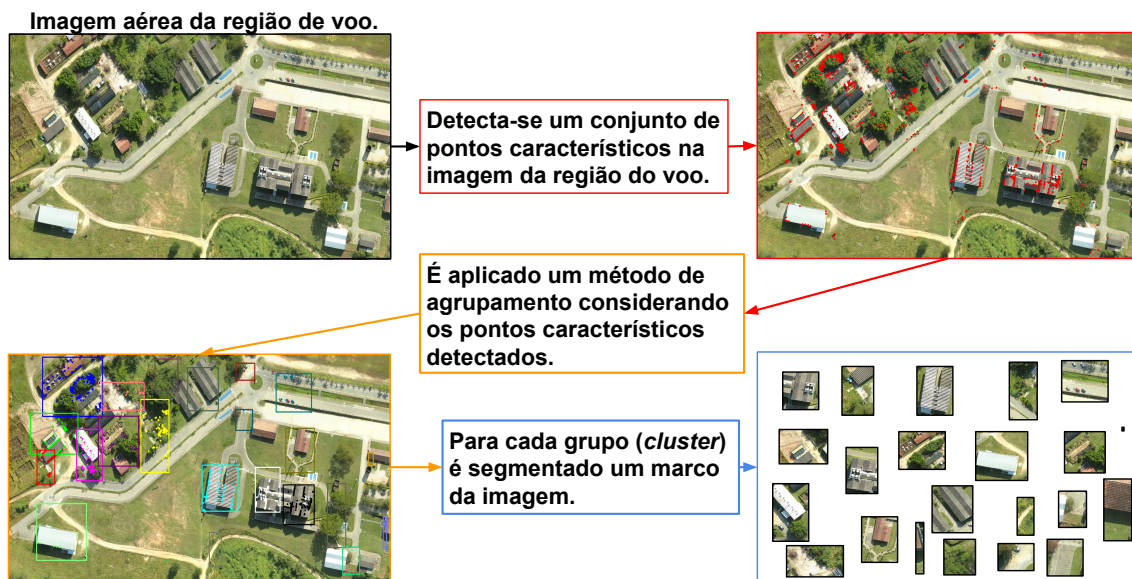 Imagem aérea da região de voo.
Detecta-se um conjunto de
pontos característicos na
imagem da região do voo.
É aplicado um método de
agrupamento considerando
os pontos característicos
detectados.
Para cada grupo (cluster)
é segmentado um marco
da imagem.